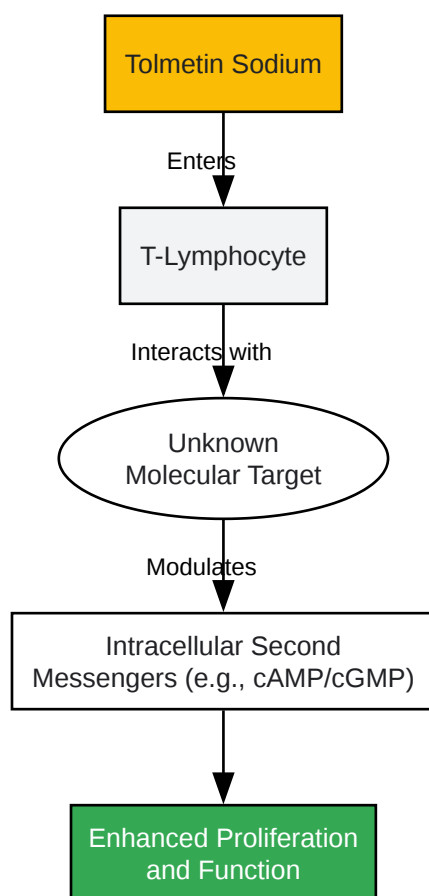 Tolmetin Sodium
Enters
T-Lymphocyte
Interacts with
Unknown
Molecular Target
Modulates
Intracellular Second
Messengers (e.g., cAMP/cGMP)
Enhanced Proliferation
and Function